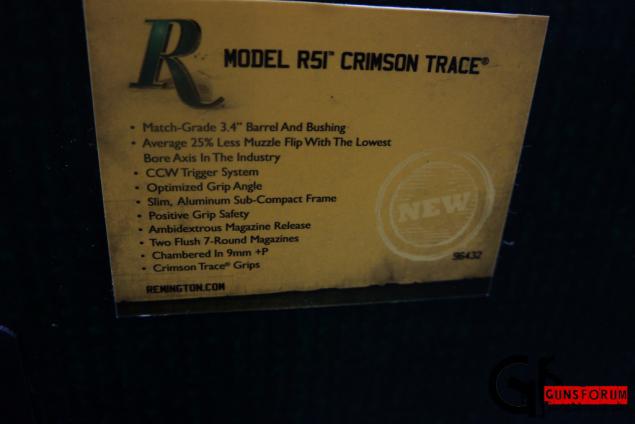 R
MODEL R51™ CRIMSON TRACE®
• Match-Grade 3.4" Barrel And Bushing
• Average 25% Less Muzzle Flip With The Lowest
Bore Axis In The Industry
• CCW Trigger System
• Optimized Grip Angle
• Slim, Aluminum Sub-Compact Frame
• Positive Grip Safety
• Ambidextrous Magazine Release
• Two Flush 7-Round Magazines
• Chambered In 9mm +P
• Crimson Trace® Grips
NEW
96432
REMINGTON.COM
GF
GUNSFORUM